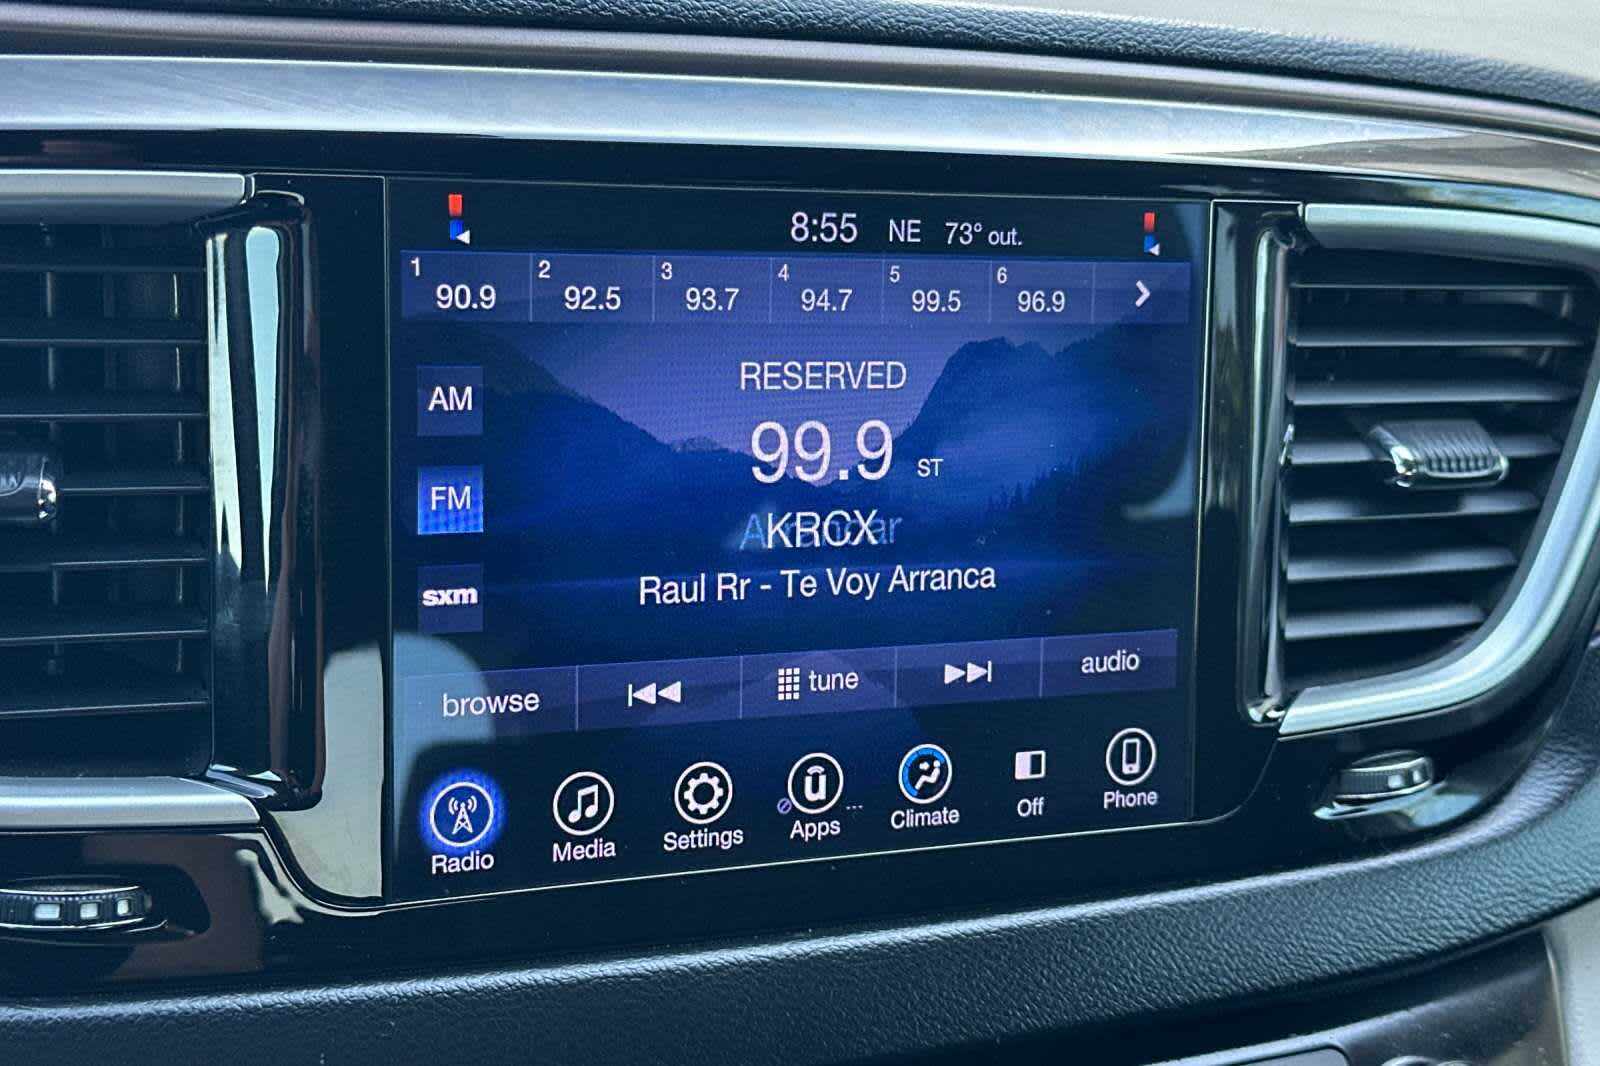 8:55 NE 73° out.
1 90.9 2 92.5 3 93.7 4 94.7 5 99.5 6 96.9
RESERVED
AM
99.9 ST
FM
KRCX
Raul Rr - Te Voy Arranca
sxm
browse tune audio
Radio Media Settings Apps Climate Off Phone